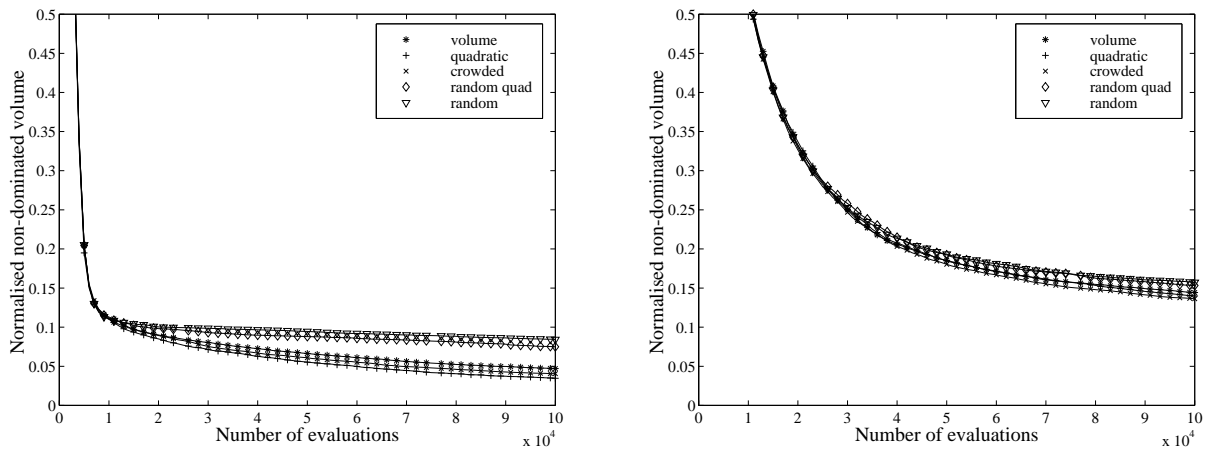 0.5
0.45
0.4
0.35
0.3
0.25
0.2
0.15
0.1
0.05
0
Normalised non-dominated volume
volume
quadratic
crowded
random quad
random
0 1 2 3 4 5 6 7 8 9 10
Number of evaluations
x 10^4
0.5
0.45
0.4
0.35
0.3
0.25
0.2
0.15
0.1
0.05
0
Normalised non-dominated volume
volume
quadratic
crowded
random quad
random
0 1 2 3 4 5 6 7 8 9 10
Number of evaluations
x 10^4